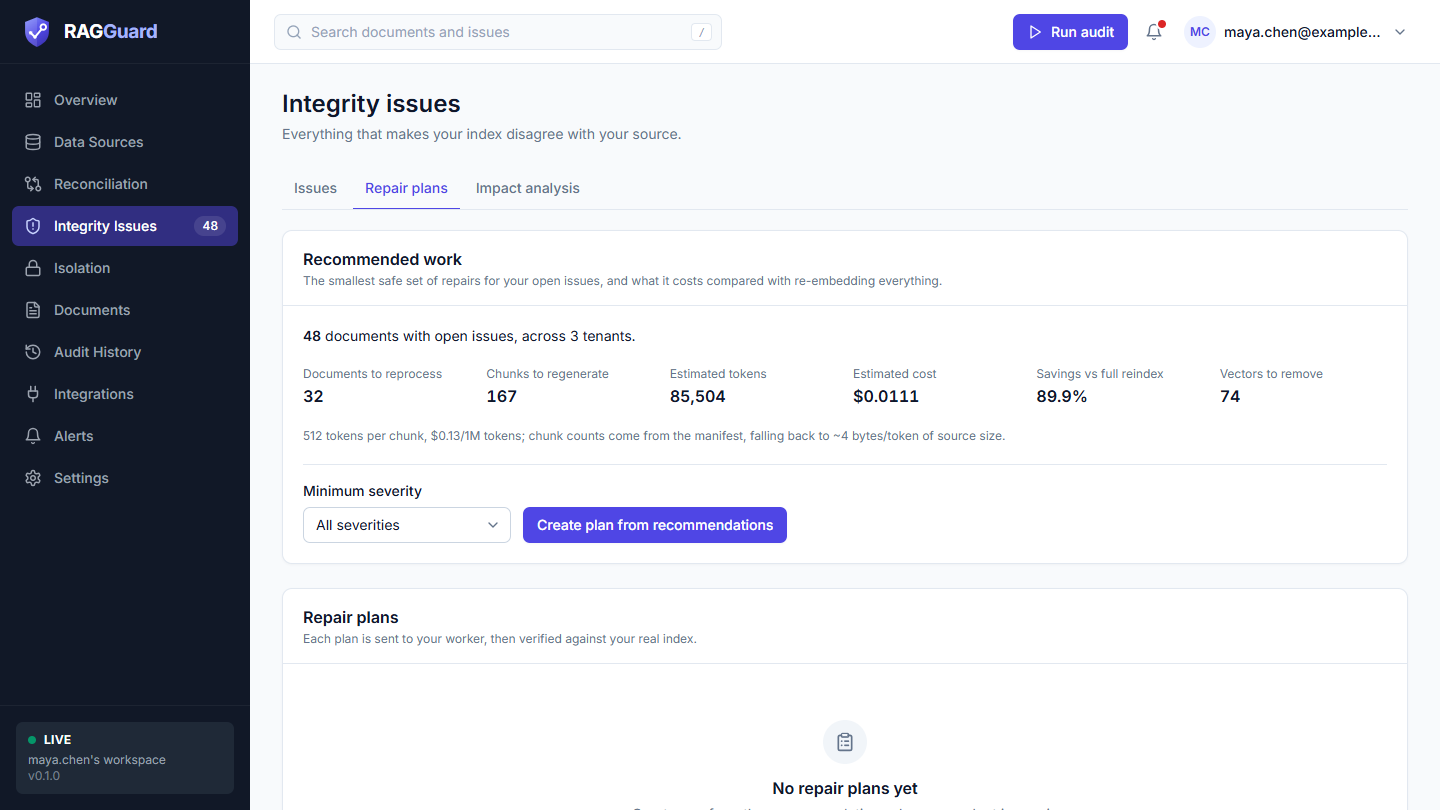 RAGGuard
Search documents and issues
/
Run audit
MC
maya.chen@example...
Overview
Data Sources
Reconciliation
Integrity Issues
48
Isolation
Documents
Audit History
Integrations
Alerts
Settings
LIVE
maya.chen's workspace
v0.1.0
Integrity issues
Everything that makes your index disagree with your source.
Issues
Repair plans
Impact analysis
Recommended work
The smallest safe set of repairs for your open issues, and what it costs compared with re-embedding everything.
48 documents with open issues, across 3 tenants.
Documents to reprocess
32
Chunks to regenerate
167
Estimated tokens
85,504
Estimated cost
$0.0111
Savings vs full reindex
89.9%
Vectors to remove
74
512 tokens per chunk, $0.13/1M tokens; chunk counts come from the manifest, falling back to ~4 bytes/token of source size.
Minimum severity
All severities
Create plan from recommendations
Repair plans
Each plan is sent to your worker, then verified against your real index.
No repair plans yet